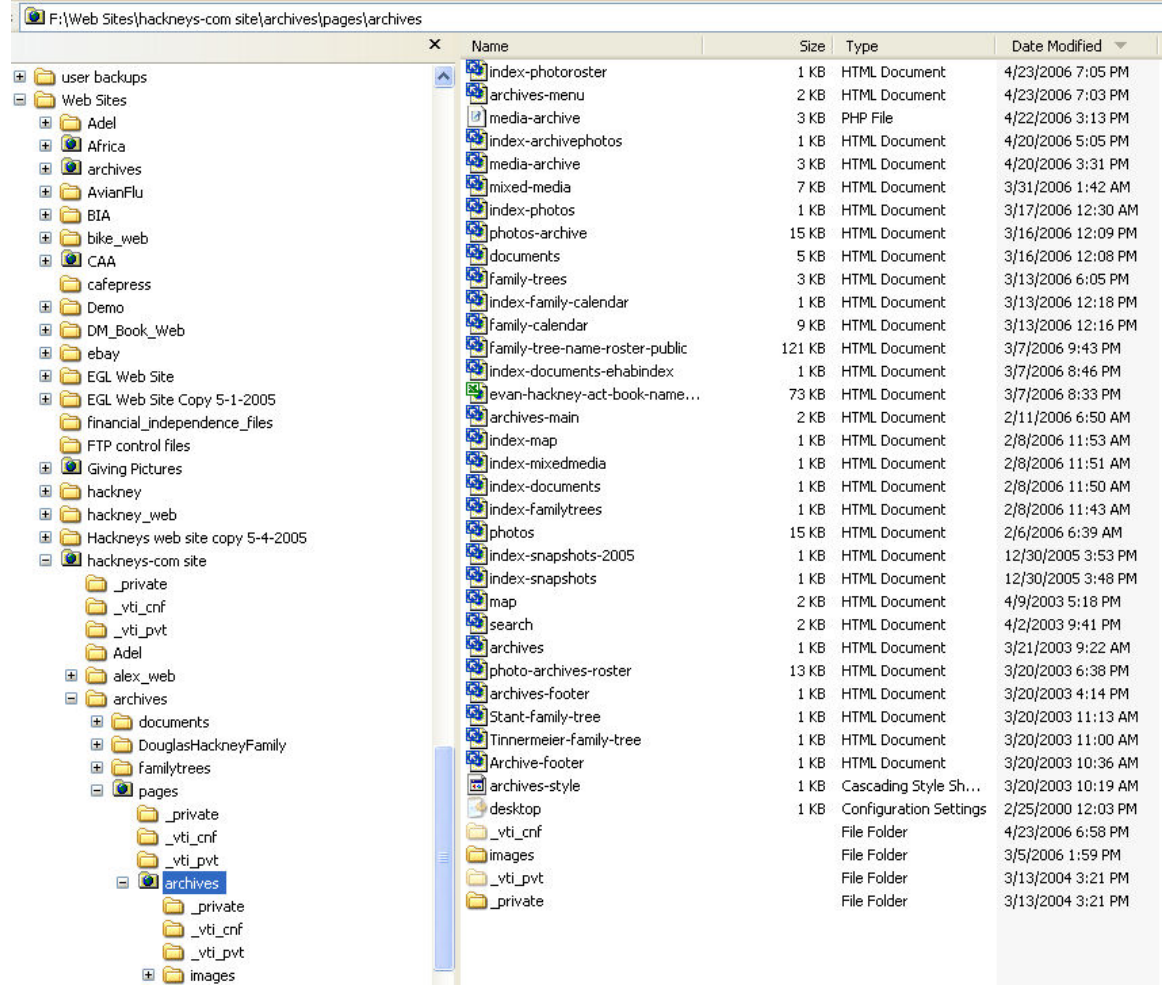 F:\Web Sites\hackneys-com site\archives\pages\archives
user backups
Web Sites
Adel
Africa
archives
AvianFlu
BIA
bike_web
CAA
cafepress
Demo
DM_Book_Web
ebay
EGL Web Site
EGL Web Site Copy 5-1-2005
financial_independence_files
FTP control files
Giving Pictures
hackney
hackney_web
Hackneys web site copy 5-4-2005
hackneys-com site
_private
_vti_cnf
_vti_pvt
Adel
alex_web
archives
documents
DouglasHackneyFamily
familytrees
pages
_private
_vti_cnf
_vti_pvt
archives
_private
_vti_cnf
_vti_pvt
images
Name Size Type Date Modified
index-photoroster 1 KB HTML Document 4/23/2006 7:05 PM
archives-menu 2 KB HTML Document 4/23/2006 7:03 PM
media-archive 3 KB PHP File 4/22/2006 3:13 PM
index-archivephotos 1 KB HTML Document 4/20/2006 5:05 PM
media-archive 3 KB HTML Document 4/20/2006 3:31 PM
mixed-media 7 KB HTML Document 3/31/2006 1:42 AM
index-photos 1 KB HTML Document 3/17/2006 12:30 AM
photos-archive 15 KB HTML Document 3/16/2006 12:09 PM
documents 5 KB HTML Document 3/16/2006 12:08 PM
family-trees 3 KB HTML Document 3/13/2006 6:05 PM
index-family-calendar 1 KB HTML Document 3/13/2006 12:18 PM
family-calendar 9 KB HTML Document 3/13/2006 12:16 PM
family-tree-name-roster-public 121 KB HTML Document 3/7/2006 9:43 PM
index-documents-ehabindex 1 KB HTML Document 3/7/2006 8:46 PM
evan-hackney-act-book-name... 73 KB HTML Document 3/7/2006 8:33 PM
archives-main 2 KB HTML Document 2/11/2006 6:50 AM
index-map 1 KB HTML Document 2/8/2006 11:53 AM
index-mixedmedia 1 KB HTML Document 2/8/2006 11:51 AM
index-documents 1 KB HTML Document 2/8/2006 11:50 AM
index-familytrees 1 KB HTML Document 2/8/2006 11:43 AM
photos 15 KB HTML Document 2/6/2006 6:39 AM
index-snapshots-2005 1 KB HTML Document 12/30/2005 3:53 PM
index-snapshots 1 KB HTML Document 12/30/2005 3:48 PM
map 2 KB HTML Document 4/9/2003 5:18 PM
search 2 KB HTML Document 4/2/2003 9:41 PM
archives 1 KB HTML Document 3/21/2003 9:22 AM
photo-archives-roster 13 KB HTML Document 3/20/2003 6:38 PM
archives-footer 1 KB HTML Document 3/20/2003 4:14 PM
Stant-family-tree 1 KB HTML Document 3/20/2003 11:13 AM
Tinnermeier-family-tree 1 KB HTML Document 3/20/2003 11:00 AM
Archive-footer 1 KB HTML Document 3/20/2003 10:36 AM
archives-style 1 KB Cascading Style Sh... 3/20/2003 10:19 AM
desktop 1 KB Configuration Settings 2/25/2000 12:03 PM
_vti_cnf File Folder 4/23/2006 6:58 PM
images File Folder 3/5/2006 1:59 PM
_vti_pvt File Folder 3/13/2004 3:21 PM
_private File Folder 3/13/2004 3:21 PM